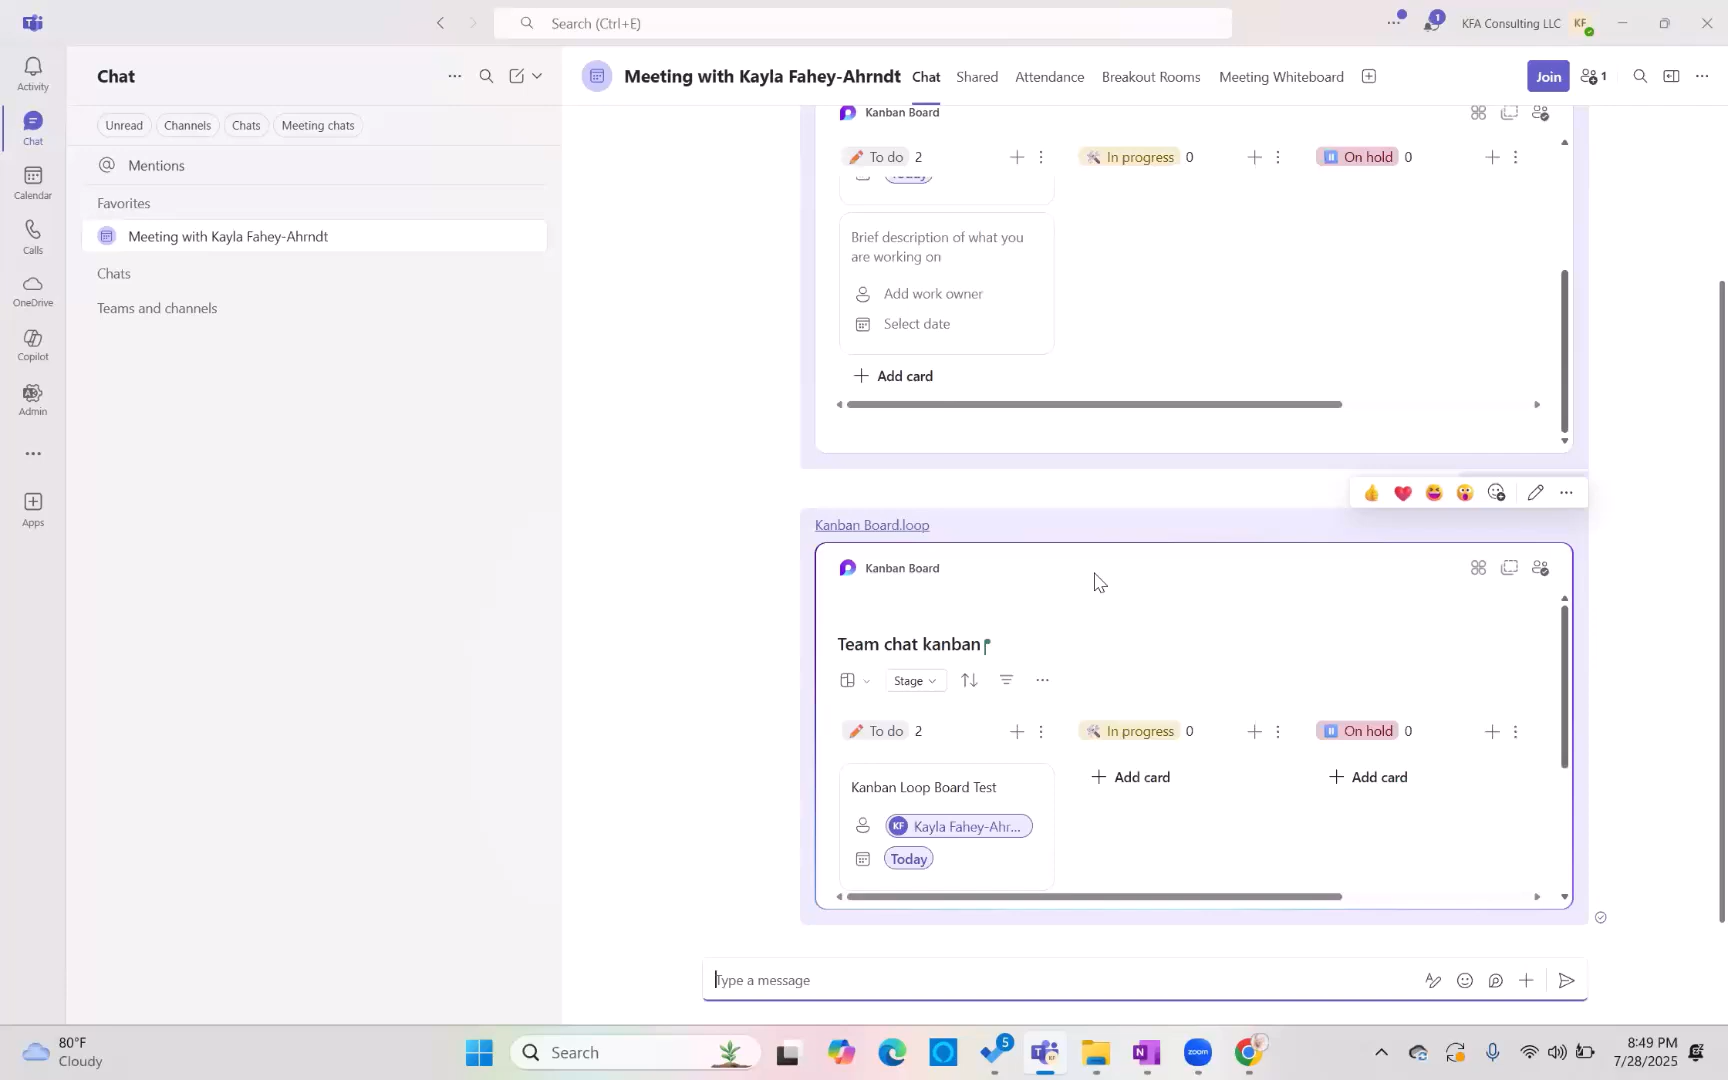 Search (Ctrl+E)
1
KFA Consulting LLC
KF
Activity
Chat
Calendar
Calls
OneDrive
Copilot
Admin
Apps
Chat
Unread
Channels
Chats
Meeting chats
Mentions
Favorites
Meeting with Kayla Fahey-Ahrndt
Chats
Teams and channels
Meeting with Kayla Fahey-Ahrndt
Chat
Shared
Attendance
Breakout Rooms
Meeting Whiteboard
Join
1
Kanban Board
To do 2
In progress 0
On hold 0
Today
Brief description of what you
are working on
Add work owner
Select date
Add card
Kanban Board.loop
Kanban Board
Team chat kanban
Stage
To do 2
In progress 0
On hold 0
Kanban Loop Board Test
KF Kayla Fahey-Ahr...
Today
Add card
Add card
Type a message
80°F
Cloudy
Search
5
zoom
8:49 PM
7/28/2025